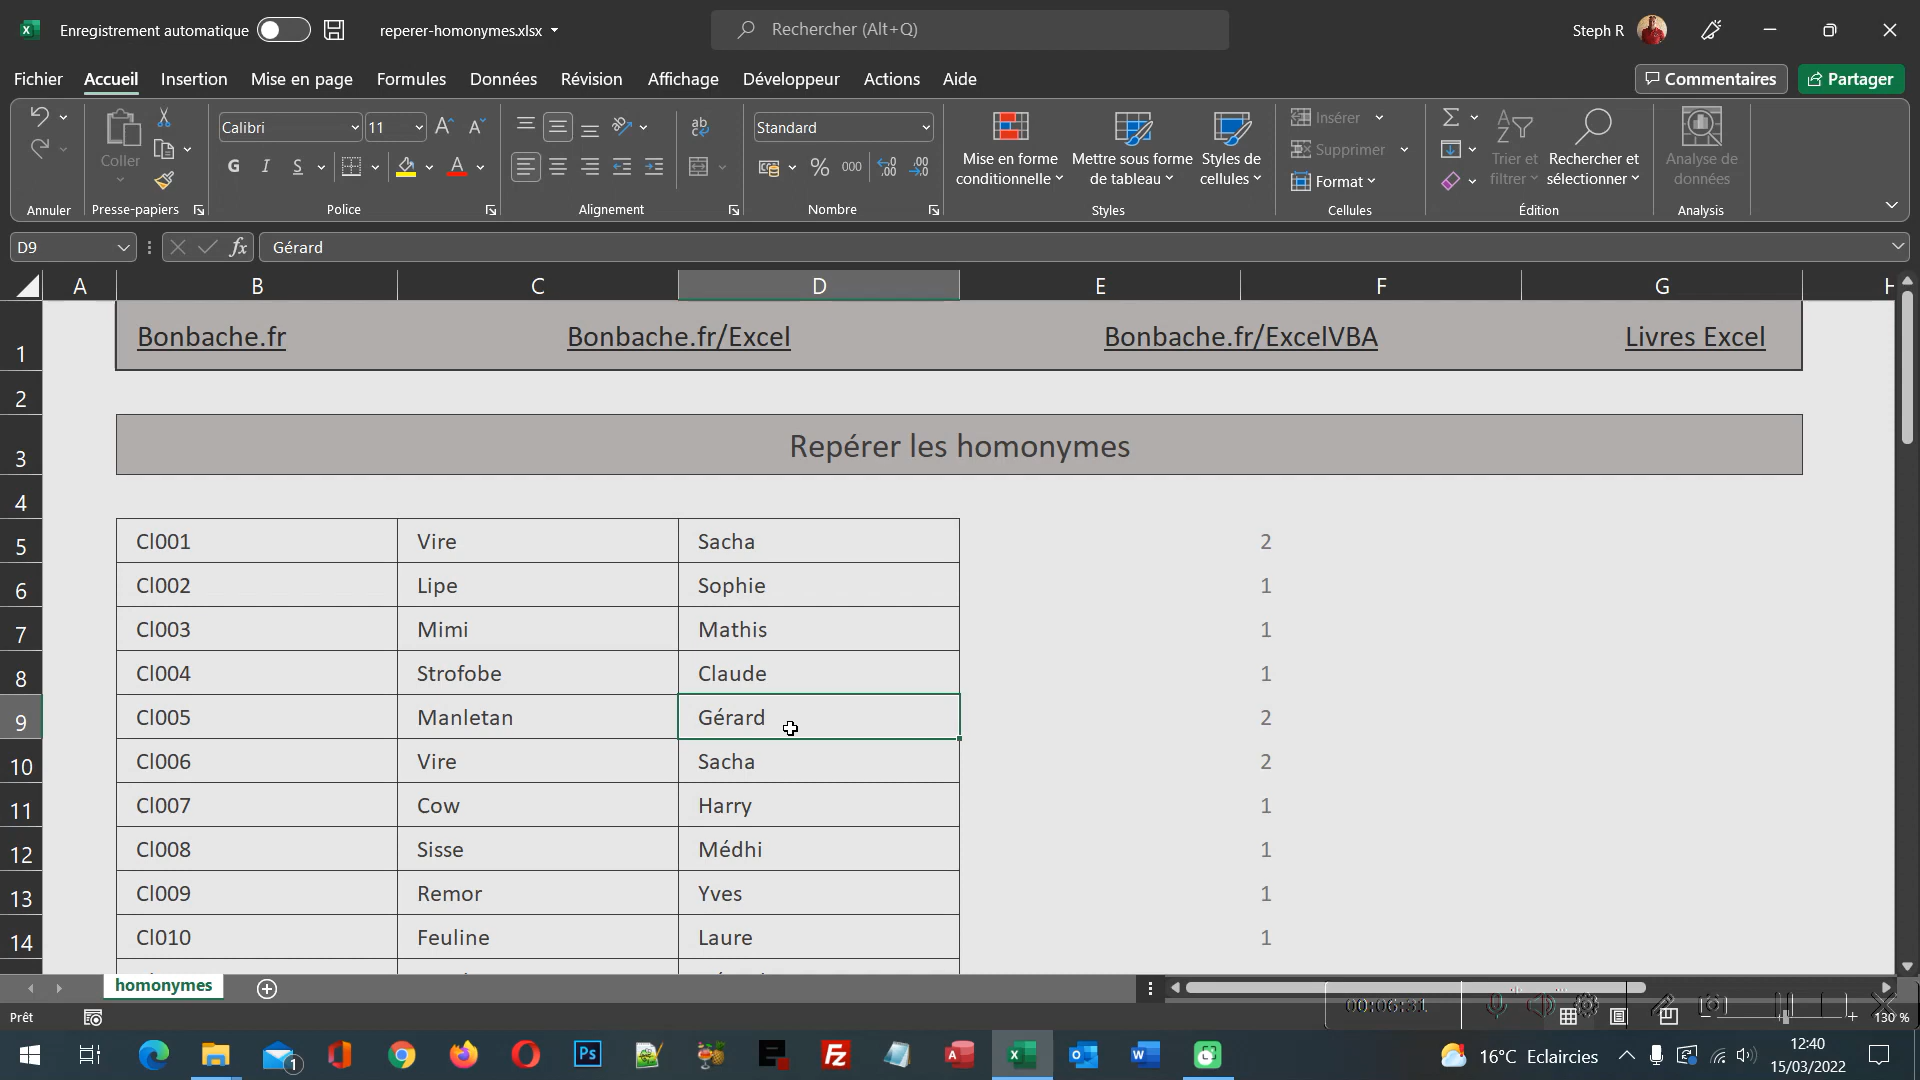 Enregistrement automatique
reperer-homonymes.xlsx
Rechercher (Alt+Q)
Steph R
Fichier Accueil Insertion Mise en page Formules Données Révision Affichage Développeur Actions Aide
Commentaires Partager
Coller
Calibri 11
G I S
Standard
% 000
Mise en forme conditionnelle
Mettre sous forme de tableau
Styles de cellules
Insérer
Supprimer
Format
Trier et filtrer
Rechercher et sélectionner
Analyse de données
Annuler Presse-papiers Police Alignement Nombre Styles Cellules Édition Analysis
D9 fx Gérard
A B C D E F G H
1 Bonbache.fr Bonbache.fr/Excel Bonbache.fr/ExcelVBA Livres Excel
2
3 Repérer les homonymes
4
5 Cl001 Vire Sacha 2
6 Cl002 Lipe Sophie 1
7 Cl003 Mimi Mathis 1
8 Cl004 Strofobe Claude 1
9 Cl005 Manletan Gérard 2
10 Cl006 Vire Sacha 2
11 Cl007 Cow Harry 1
12 Cl008 Sisse Médhi 1
13 Cl009 Remor Yves 1
14 Cl010 Feuline Laure 1
homonymes
00:06:31
Prêt
130 %
16°C Eclaircies
12:40
15/03/2022